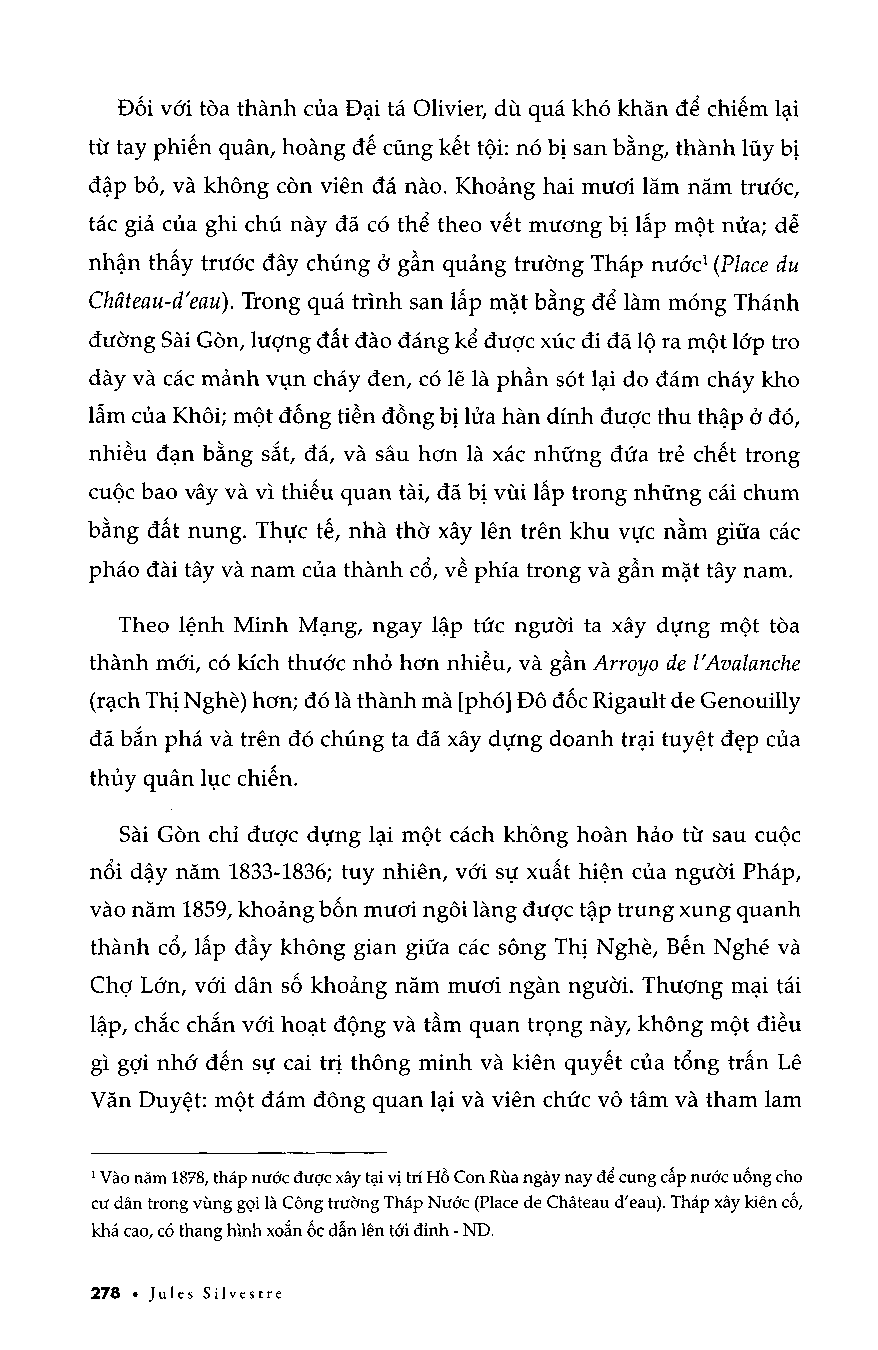 Đối với tòa thành của Đại tá Olivier, dù quá khó khăn để chiếm lại
từ tay phiến quân, hoàng đế cũng kết tội: nó bị san bằng, thành lũy bị
đập bỏ, và không còn viên đá nào. Khoảng hai mươi lăm năm trước,
tác giả của ghi chú này đã có thể theo vết mương bị lấp một nửa; dễ
nhận thấy trước đây chúng ở gần quảng trường Tháp nước¹ (Place du
Château-d'eau). Trong quá trình san lấp mặt bằng để làm móng Thánh
đường Sài Gòn, lượng đất đào đáng kể được xúc đi đã lộ ra một lớp tro
dày và các mảnh vụn cháy đen, có lẽ là phần sót lại do đám cháy kho
lẫm của Khôi; một đống tiền đồng bị lửa hàn dính được thu thập ở đó,
nhiều đạn bằng sắt, đá, và sâu hơn là xác những đứa trẻ chết trong
cuộc bao vây và vì thiếu quan tài, đã bị vùi lấp trong những cái chum
bằng đất nung. Thực tế, nhà thờ xây lên trên khu vực nằm giữa các
pháo đài tây và nam của thành cổ, về phía trong và gần mặt tây nam.
Theo lệnh Minh Mạng, ngay lập tức người ta xây dựng một tòa
thành mới, có kích thước nhỏ hơn nhiều, và gần Arroyo de l'Avalanche
(rạch Thị Nghè) hơn; đó là thành mà [phó] Đô đốc Rigault de Genouilly
đã bắn phá và trên đó chúng ta đã xây dựng doanh trại tuyệt đẹp của
thủy quân lục chiến.
Sài Gòn chỉ được dựng lại một cách không hoàn hảo từ sau cuộc
nổi dậy năm 1833-1836; tuy nhiên, với sự xuất hiện của người Pháp,
vào năm 1859, khoảng bốn mươi ngôi làng được tập trung xung quanh
thành cổ, lấp đầy không gian giữa các sông Thị Nghè, Bến Nghé và
Chợ Lớn, với dân số khoảng năm mươi ngàn người. Thương mại tái
lập, chắc chắn với hoạt động và tầm quan trọng này, không một điều
gì gợi nhớ đến sự cai trị thông minh và kiên quyết của tổng trấn Lê
Văn Duyệt: một đám đông quan lại và viên chức vô tâm và tham lam
¹ Vào năm 1878, tháp nước được xây tại vị trí Hồ Con Rùa ngày nay để cung cấp nước uống cho
cư dân trong vùng gọi là Công trường Tháp Nước (Place de Château d'eau). Tháp xây kiên cố,
khá cao, có thang hình xoắn ốc dẫn lên tới đỉnh - ND.
278 • Jules Silvestre